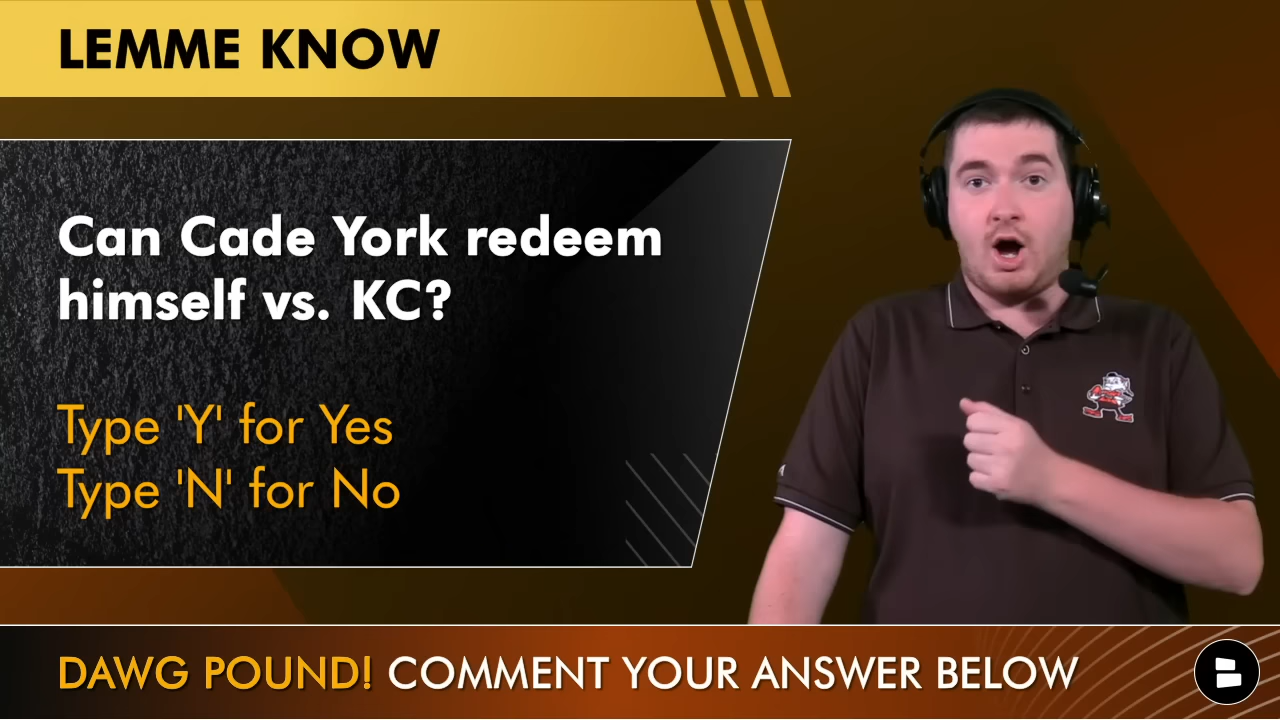 LEMME KNOW
Can Cade York redeem
himself vs. KC?
Type 'Y' for Yes
Type 'N' for No
DAWG POUND! COMMENT YOUR ANSWER BELOW